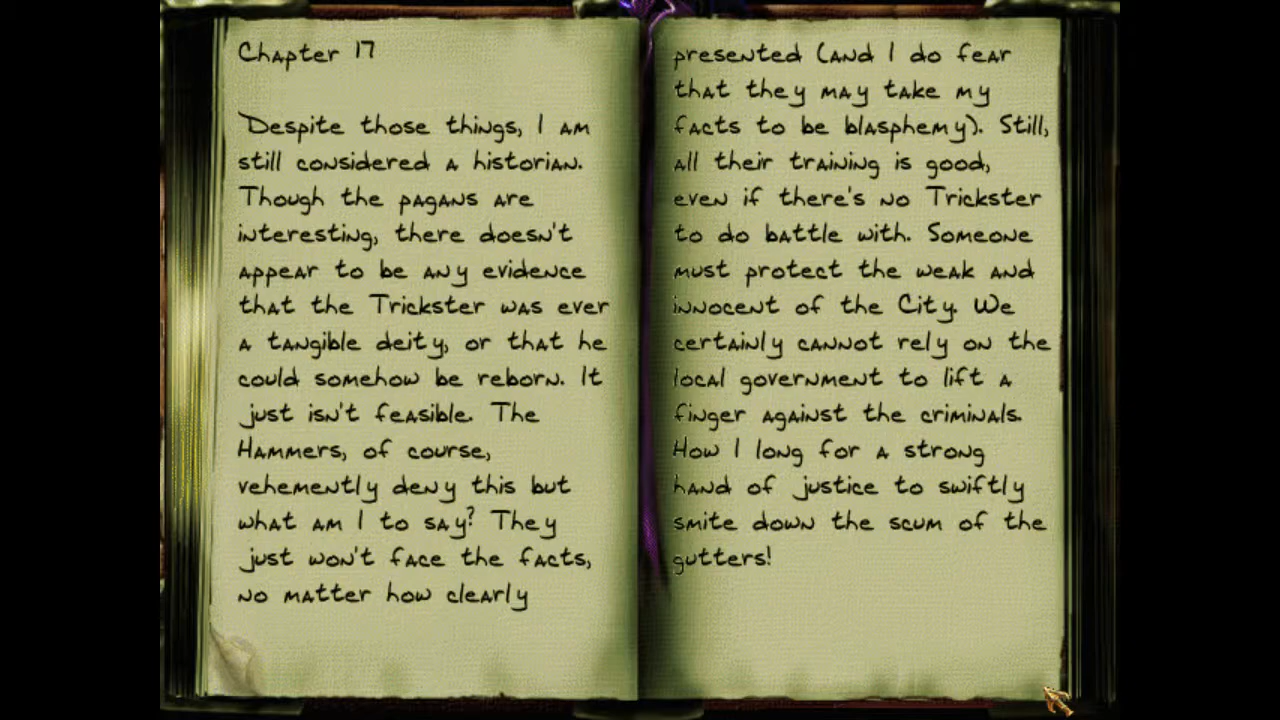 Chapter 17
Despite those things, I am
still considered a historian.
Though the pagans are
interesting, there doesn't
appear to be any evidence
that the Trickster was ever
a tangible deity, or that he
could somehow be reborn. It
just isn't feasible. The
Hammers, of course,
vehemently deny this but
what am I to say? They
just won't face the facts,
no matter how clearly
presented (and I do fear
that they may take my
facts to be blasphemy). Still,
all their training is good,
even if there's no Trickster
to do battle with. Someone
must protect the weak and
innocent of the City. We
certainly cannot rely on the
local government to lift a
finger against the criminals.
How I long for a strong
hand of justice to swiftly
smite down the scum of the
gutters!